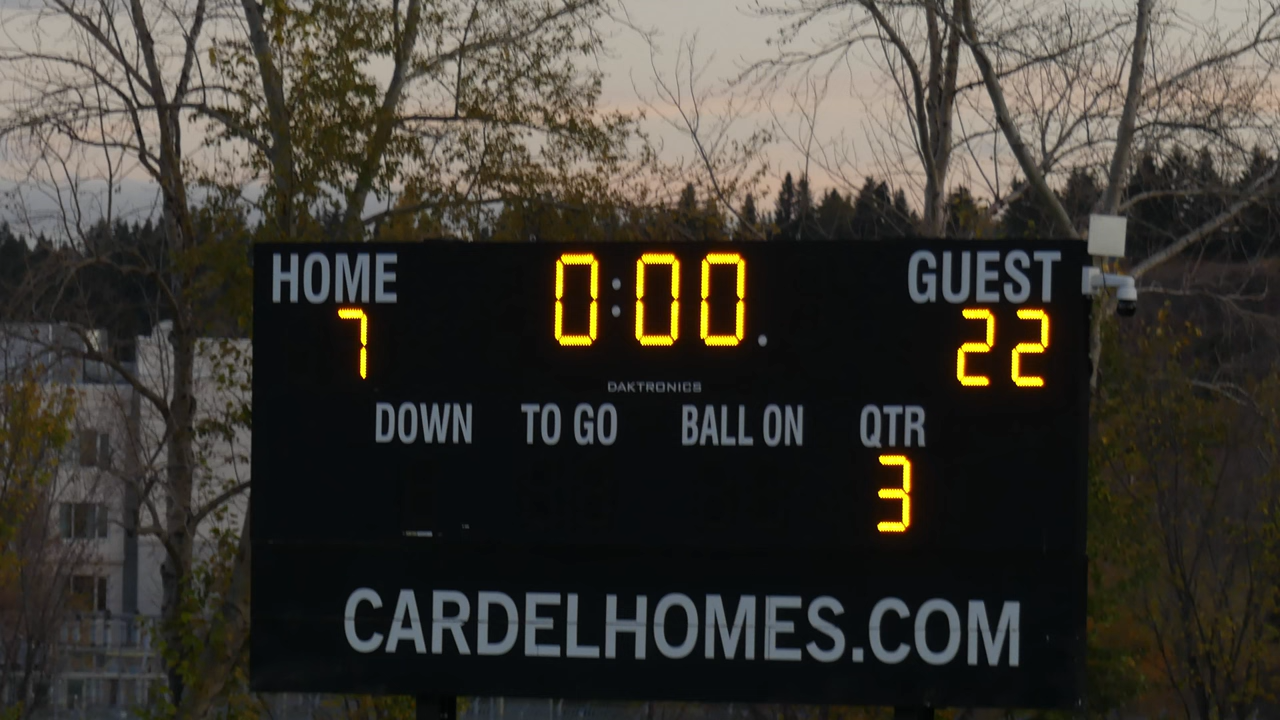 HOME 0:00 GUEST
7 22
DAKTRONICS
DOWN TO GO BALL ON QTR
3
CARDELHOMES.COM